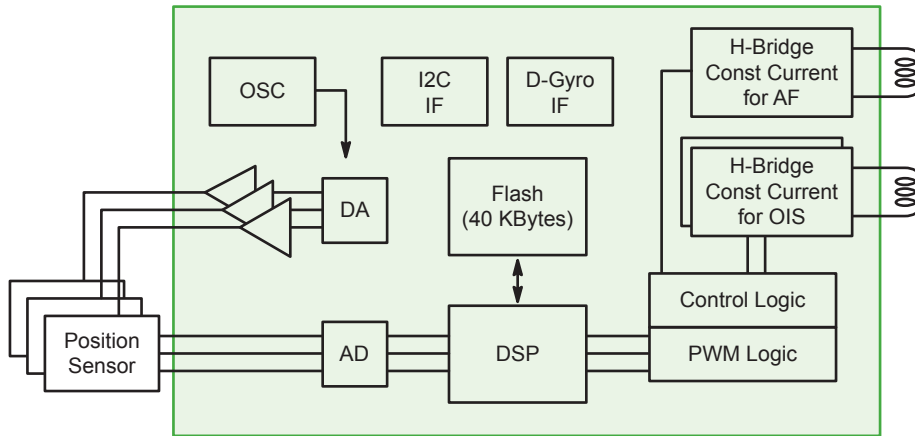 OSC
I2C
IF
D-Gyro
IF
H-Bridge
Const Current
for AF
DA
Flash
(40 KBytes)
H-Bridge
Const Current
for OIS
Position
Sensor
AD
DSP
Control Logic
PWM Logic